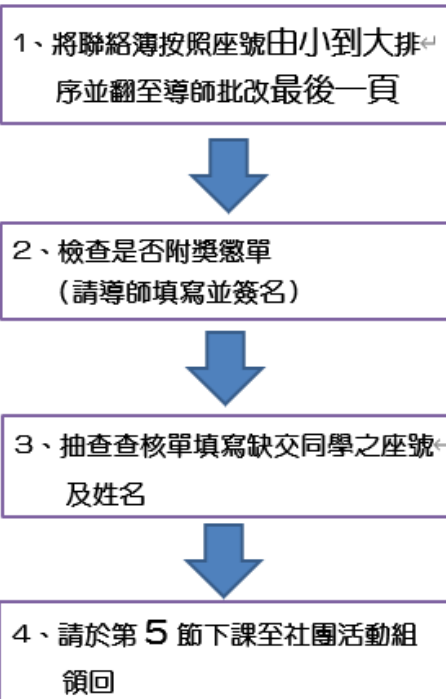 1、將聯絡簿按照座號由小到大排
序並翻至導師批改最後一頁
2、檢查是否附獎懲單
（請導師填寫並簽名）
3、抽查查核單填寫缺交同學之座號
及姓名
4、請於第 5 節下課至社團活動組
領回